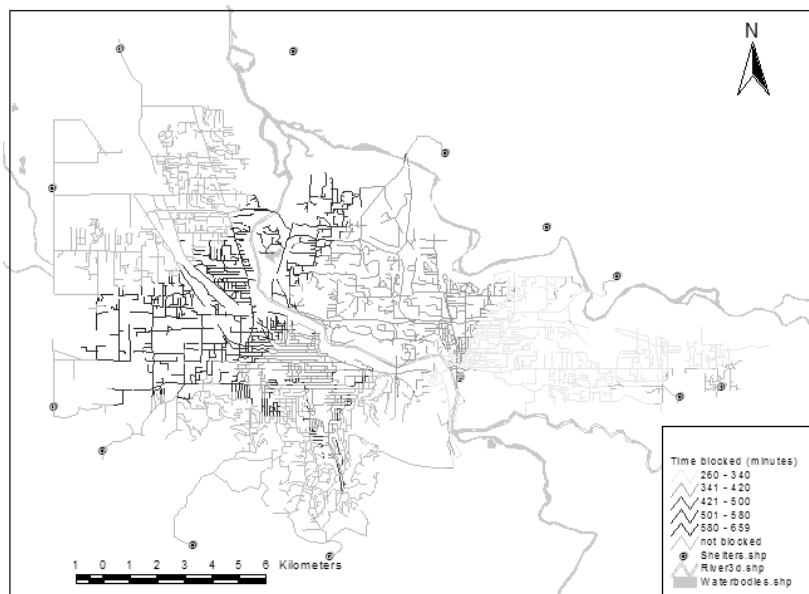 N
Time blocked (minutes)
260 - 340
341 - 420
421 - 500
501 - 580
580 - 659
not blocked
Shelters.shp
River3d.shp
Waterbodies.shp
1 0 1 2 3 4 5 6 Kilometers